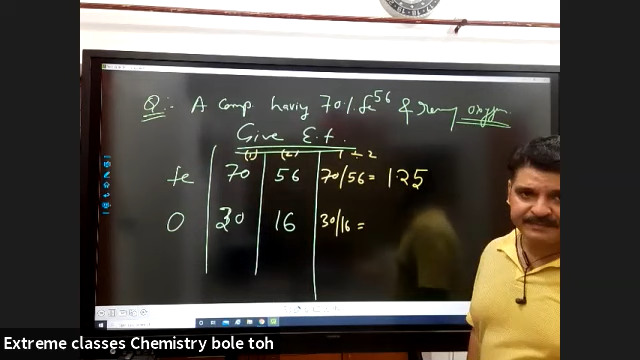 Q:- A comp. having 70% fe56 & remg oxygen.
Give E.f.
(1) (2) 1 ÷ 2
fe 70 56 70/56 = 1.25
O 30 16 30/16 =
Extreme classes Chemistry bole toh